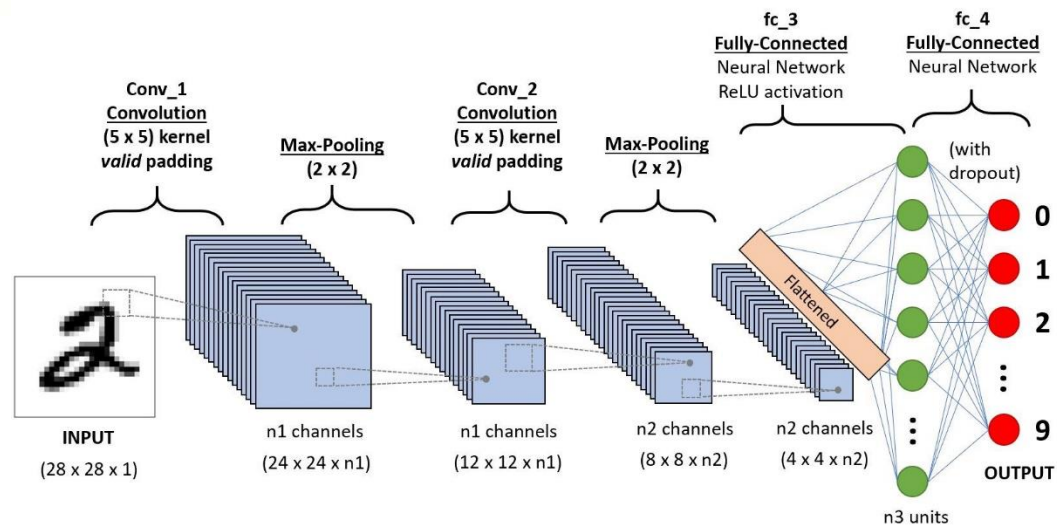 Conv_1
Convolution
(5 x 5) kernel
valid padding
Max-Pooling
(2 x 2)
Conv_2
Convolution
(5 x 5) kernel
valid padding
Max-Pooling
(2 x 2)
fc_3
Fully-Connected
Neural Network
ReLU activation
fc_4
Fully-Connected
Neural Network
(with
dropout)
Flattened
0
1
2
⋮
9
OUTPUT
⋮
n3 units
2
INPUT
(28 x 28 x 1)
n1 channels
(24 x 24 x n1)
n1 channels
(12 x 12 x n1)
n2 channels
(8 x 8 x n2)
n2 channels
(4 x 4 x n2)